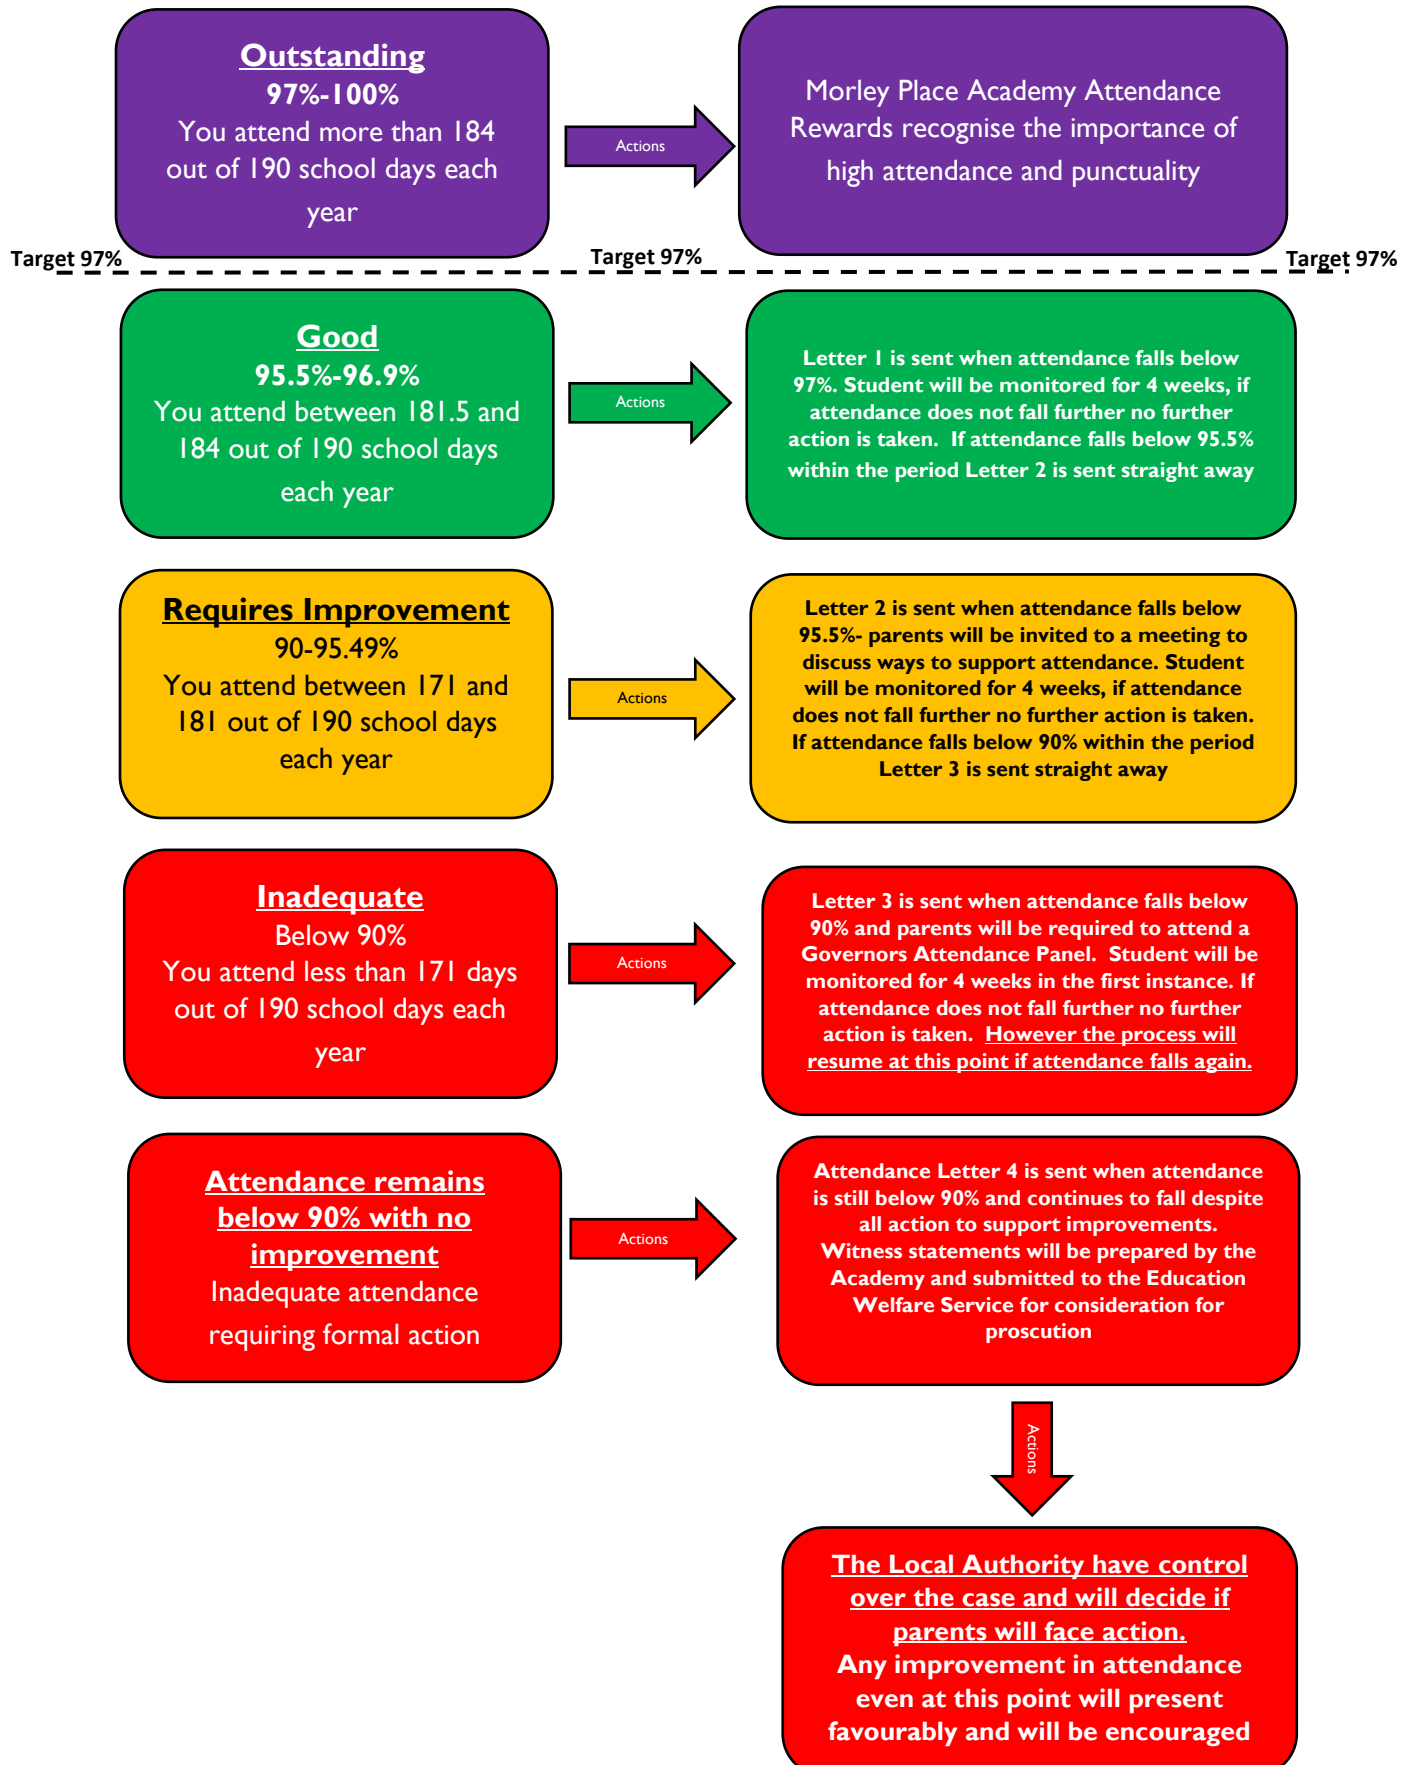 Outstanding
97%-100%
You attend more than 184
out of 190 school days each
year
Actions
Morley Place Academy Attendance
Rewards recognise the importance of
high attendance and punctuality
Target 97%
Target 97%
Target 97%
Good
95.5%-96.9%
You attend between 181.5 and
184 out of 190 school days
each year
Actions
Letter 1 is sent when attendance falls below
97%. Student will be monitored for 4 weeks, if
attendance does not fall further no further
action is taken. If attendance falls below 95.5%
within the period Letter 2 is sent straight away
Requires Improvement
90-95.49%
You attend between 171 and
181 out of 190 school days
each year
Actions
Letter 2 is sent when attendance falls below
95.5%- parents will be invited to a meeting to
discuss ways to support attendance. Student
will be monitored for 4 weeks, if attendance
does not fall further no further action is taken.
If attendance falls below 90% within the period
Letter 3 is sent straight away
Inadequate
Below 90%
You attend less than 171 days
out of 190 school days each
year
Actions
Letter 3 is sent when attendance falls below
90% and parents will be required to attend a
Governors Attendance Panel. Student will be
monitored for 4 weeks in the first instance. If
attendance does not fall further no further
action is taken. However the process will
resume at this point if attendance falls again.
Attendance remains
below 90% with no
improvement
Inadequate attendance
requiring formal action
Actions
Attendance Letter 4 is sent when attendance
is still below 90% and continues to fall despite
all action to support improvements.
Witness statements will be prepared by the
Academy and submitted to the Education
Welfare Service for consideration for
proscution
Actions
The Local Authority have control
over the case and will decide if
parents will face action.
Any improvement in attendance
even at this point will present
favourably and will be encouraged